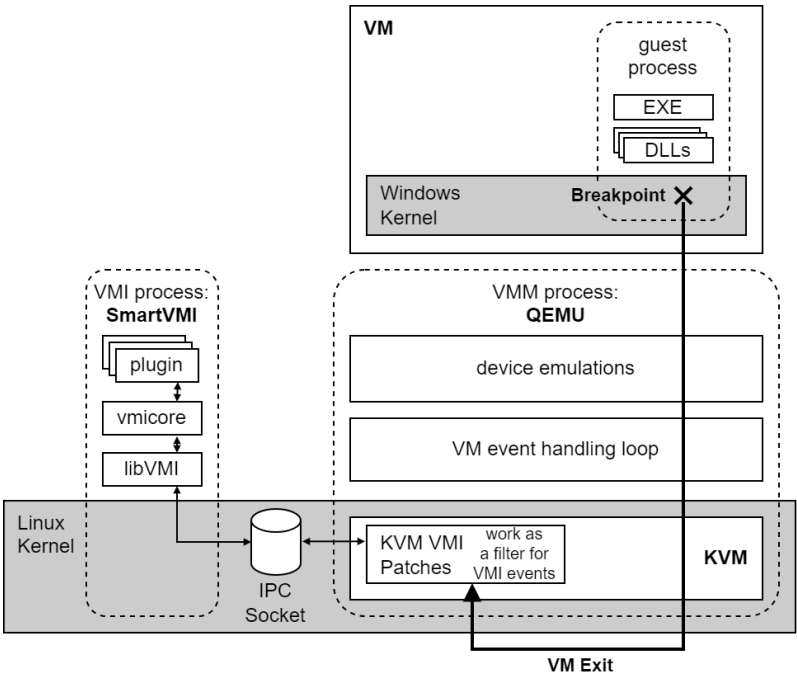 VM
guest
process
EXE
DLLs
Windows
Kernel
Breakpoint
VMI process:
SmartVMI
plugin
vmicore
libVMI
VMM process:
QEMU
device emulations
VM event handling loop
Linux
Kernel
IPC
Socket
KVM VMI
Patches
work as
a filter for
VMI events
KVM
VM Exit